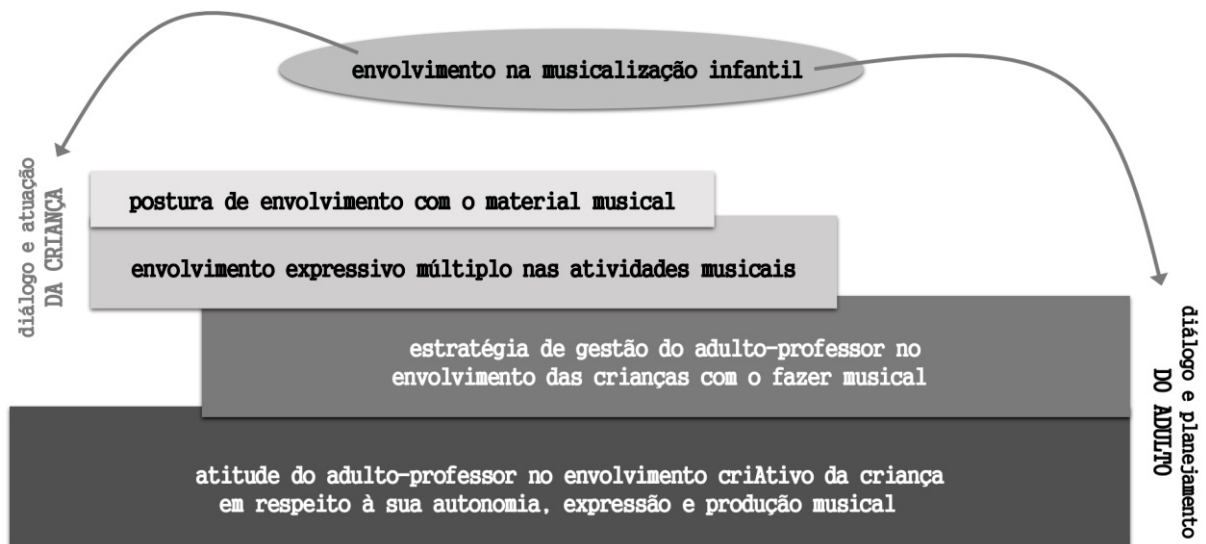 envolvimento na musicalização infantil
diálogo e atuação
DA CRIANÇA
postura de envolvimento com o material musical
envolvimento expressivo múltiplo nas atividades musicais
estratégia de gestão do adulto-professor no
envolvimento das crianças com o fazer musical
atitude do adulto-professor no envolvimento criAtivo da criança
em respeito à sua autonomia, expressão e produção musical
diálogo e planejamento
DO ADULTO